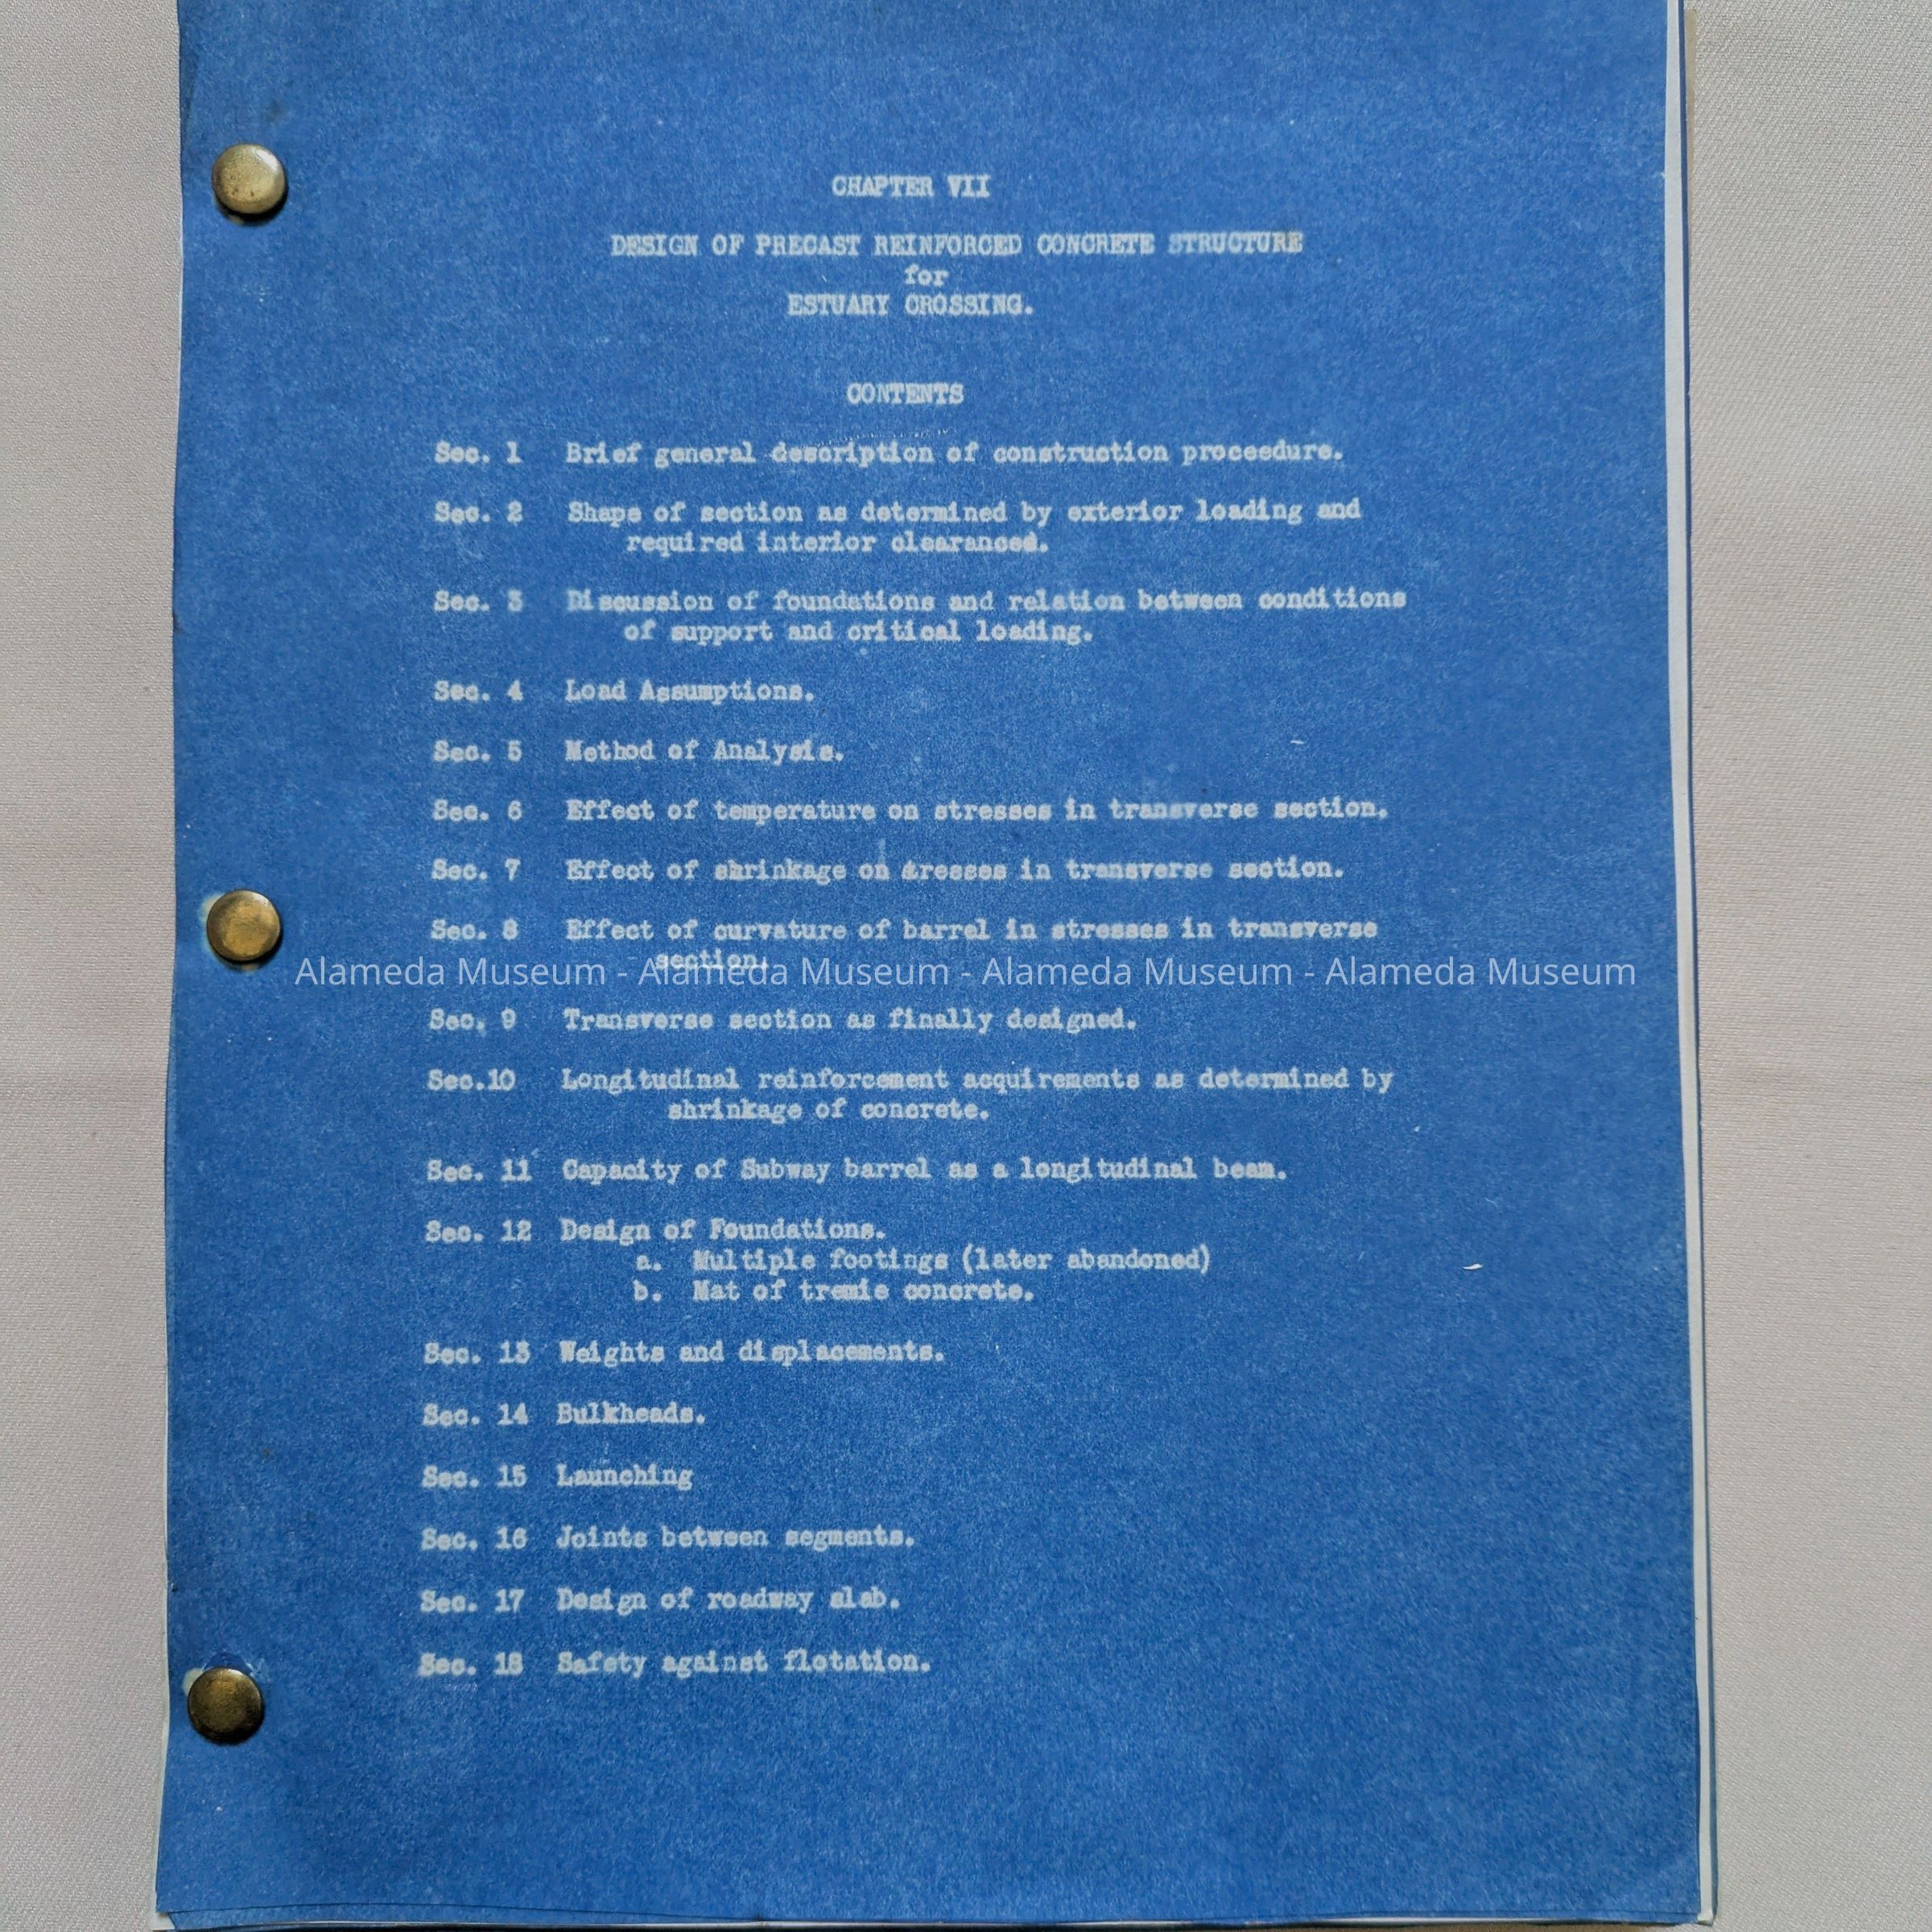 CHAPTER VII
DESIGN OF PRECAST REINFORCED CONCRETE STRUCTURE
for
ESTUARY CROSSING.
CONTENTS
Sec. 1 Brief general description of construction proceedure.
Sec. 2 Shape of section as determined by exterior loading and
required interior clearances.
Sec. 3 Discussion of foundations and relation between conditions
of support and critical loading.
Sec. 4 Load Assumptions.
Sec. 5 Method of Analysis.
Sec. 6 Effect of temperature on stresses in transverse section.
Sec. 7 Effect of shrinkage on stresses in transverse section.
Sec. 8 Effect of curvature of barrel in stresses in transverse
section.
Alameda Museum - Alameda Museum - Alameda Museum - Alameda Museum
Sec. 9 Transverse section as finally designed.
Sec.10 Longitudinal reinforcement acquirements as determined by
shrinkage of concrete.
Sec. 11 Capacity of Subway barrel as a longitudinal beam.
Sec. 12 Design of Foundations.
a. Multiple footings (later abandoned)
b. Mat of tremie concrete.
Sec. 13 Weights and displacements.
Sec. 14 Bulkheads.
Sec. 15 Launching
Sec. 16 Joints between segments.
Sec. 17 Design of roadway slab.
Sec. 18 Safety against flotation.